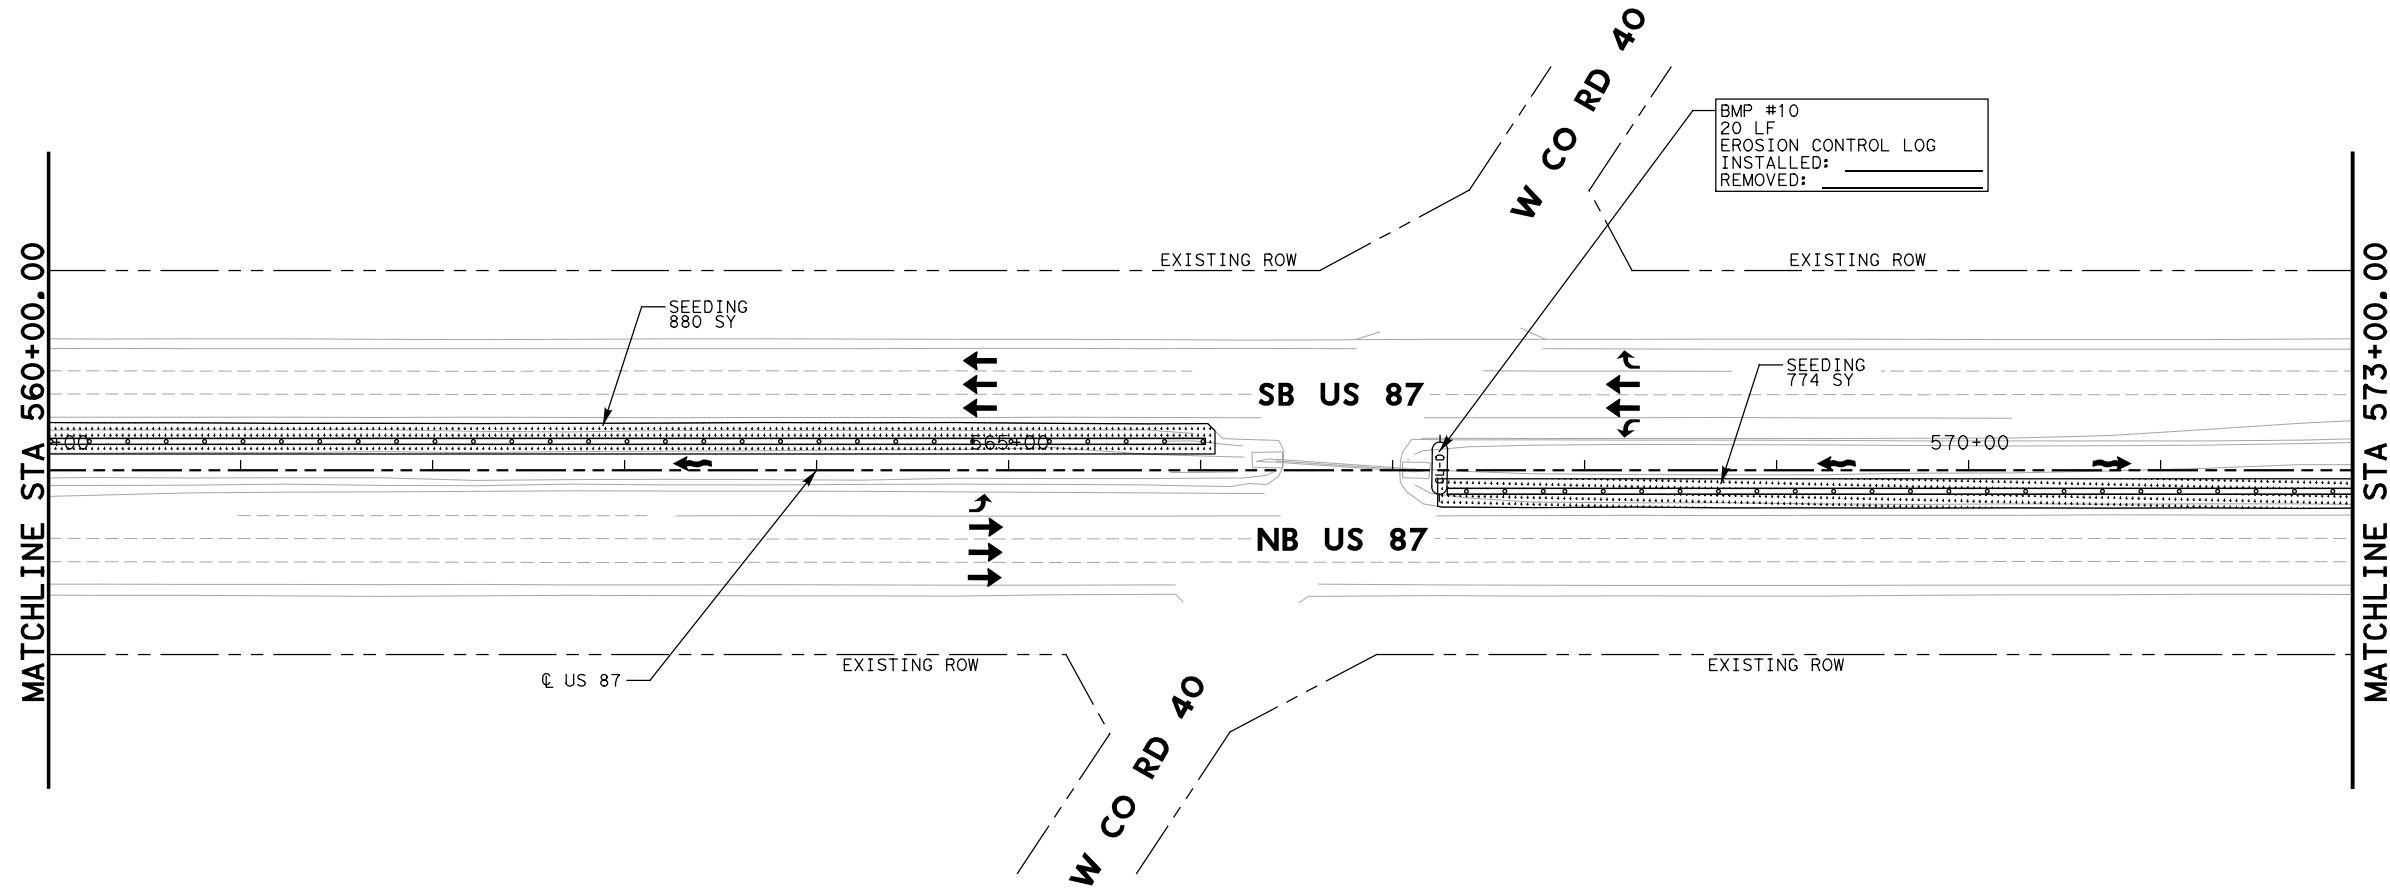 W CO RD 40
BMP #10
20 LF
EROSION CONTROL LOG
INSTALLED:
REMOVED:
EXISTING ROW
EXISTING ROW
SEEDING
880 SY
SEEDING
774 SY
SB US 87
+00
565+00
570+00
NB US 87
EXISTING ROW
EXISTING ROW
℄ US 87
W CO RD 40
MATCHLINE STA 560+00.00
MATCHLINE STA 573+00.00